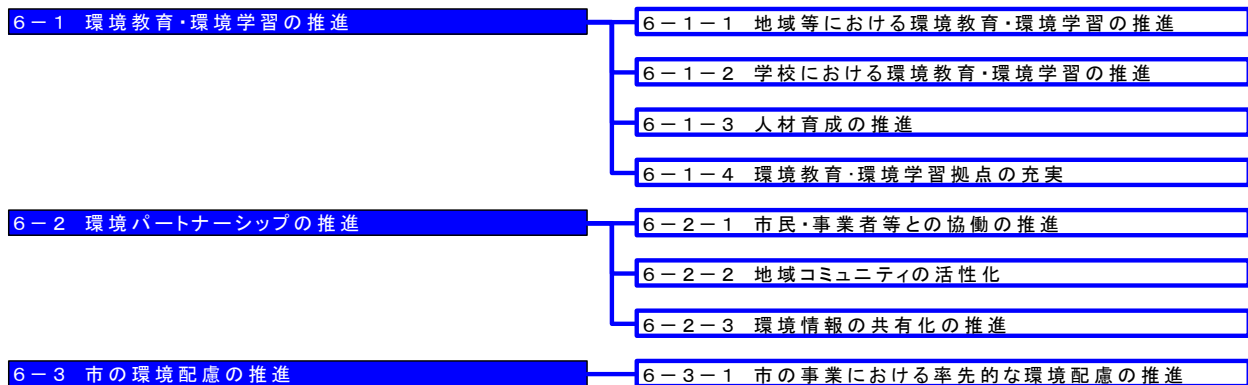 6－1 環境教育・環境学習の推進
6－1－1 地域等における環境教育・環境学習の推進
6－1－2 学校における環境教育・環境学習の推進
6－1－3 人材育成の推進
6－1－4 環境教育・環境学習拠点の充実
6－2 環境パートナーシップの推進
6－2－1 市民・事業者等との協働の推進
6－2－2 地域コミュニティの活性化
6－2－3 環境情報の共有化の推進
6－3 市の環境配慮の推進
6－3－1 市の事業における率先的な環境配慮の推進